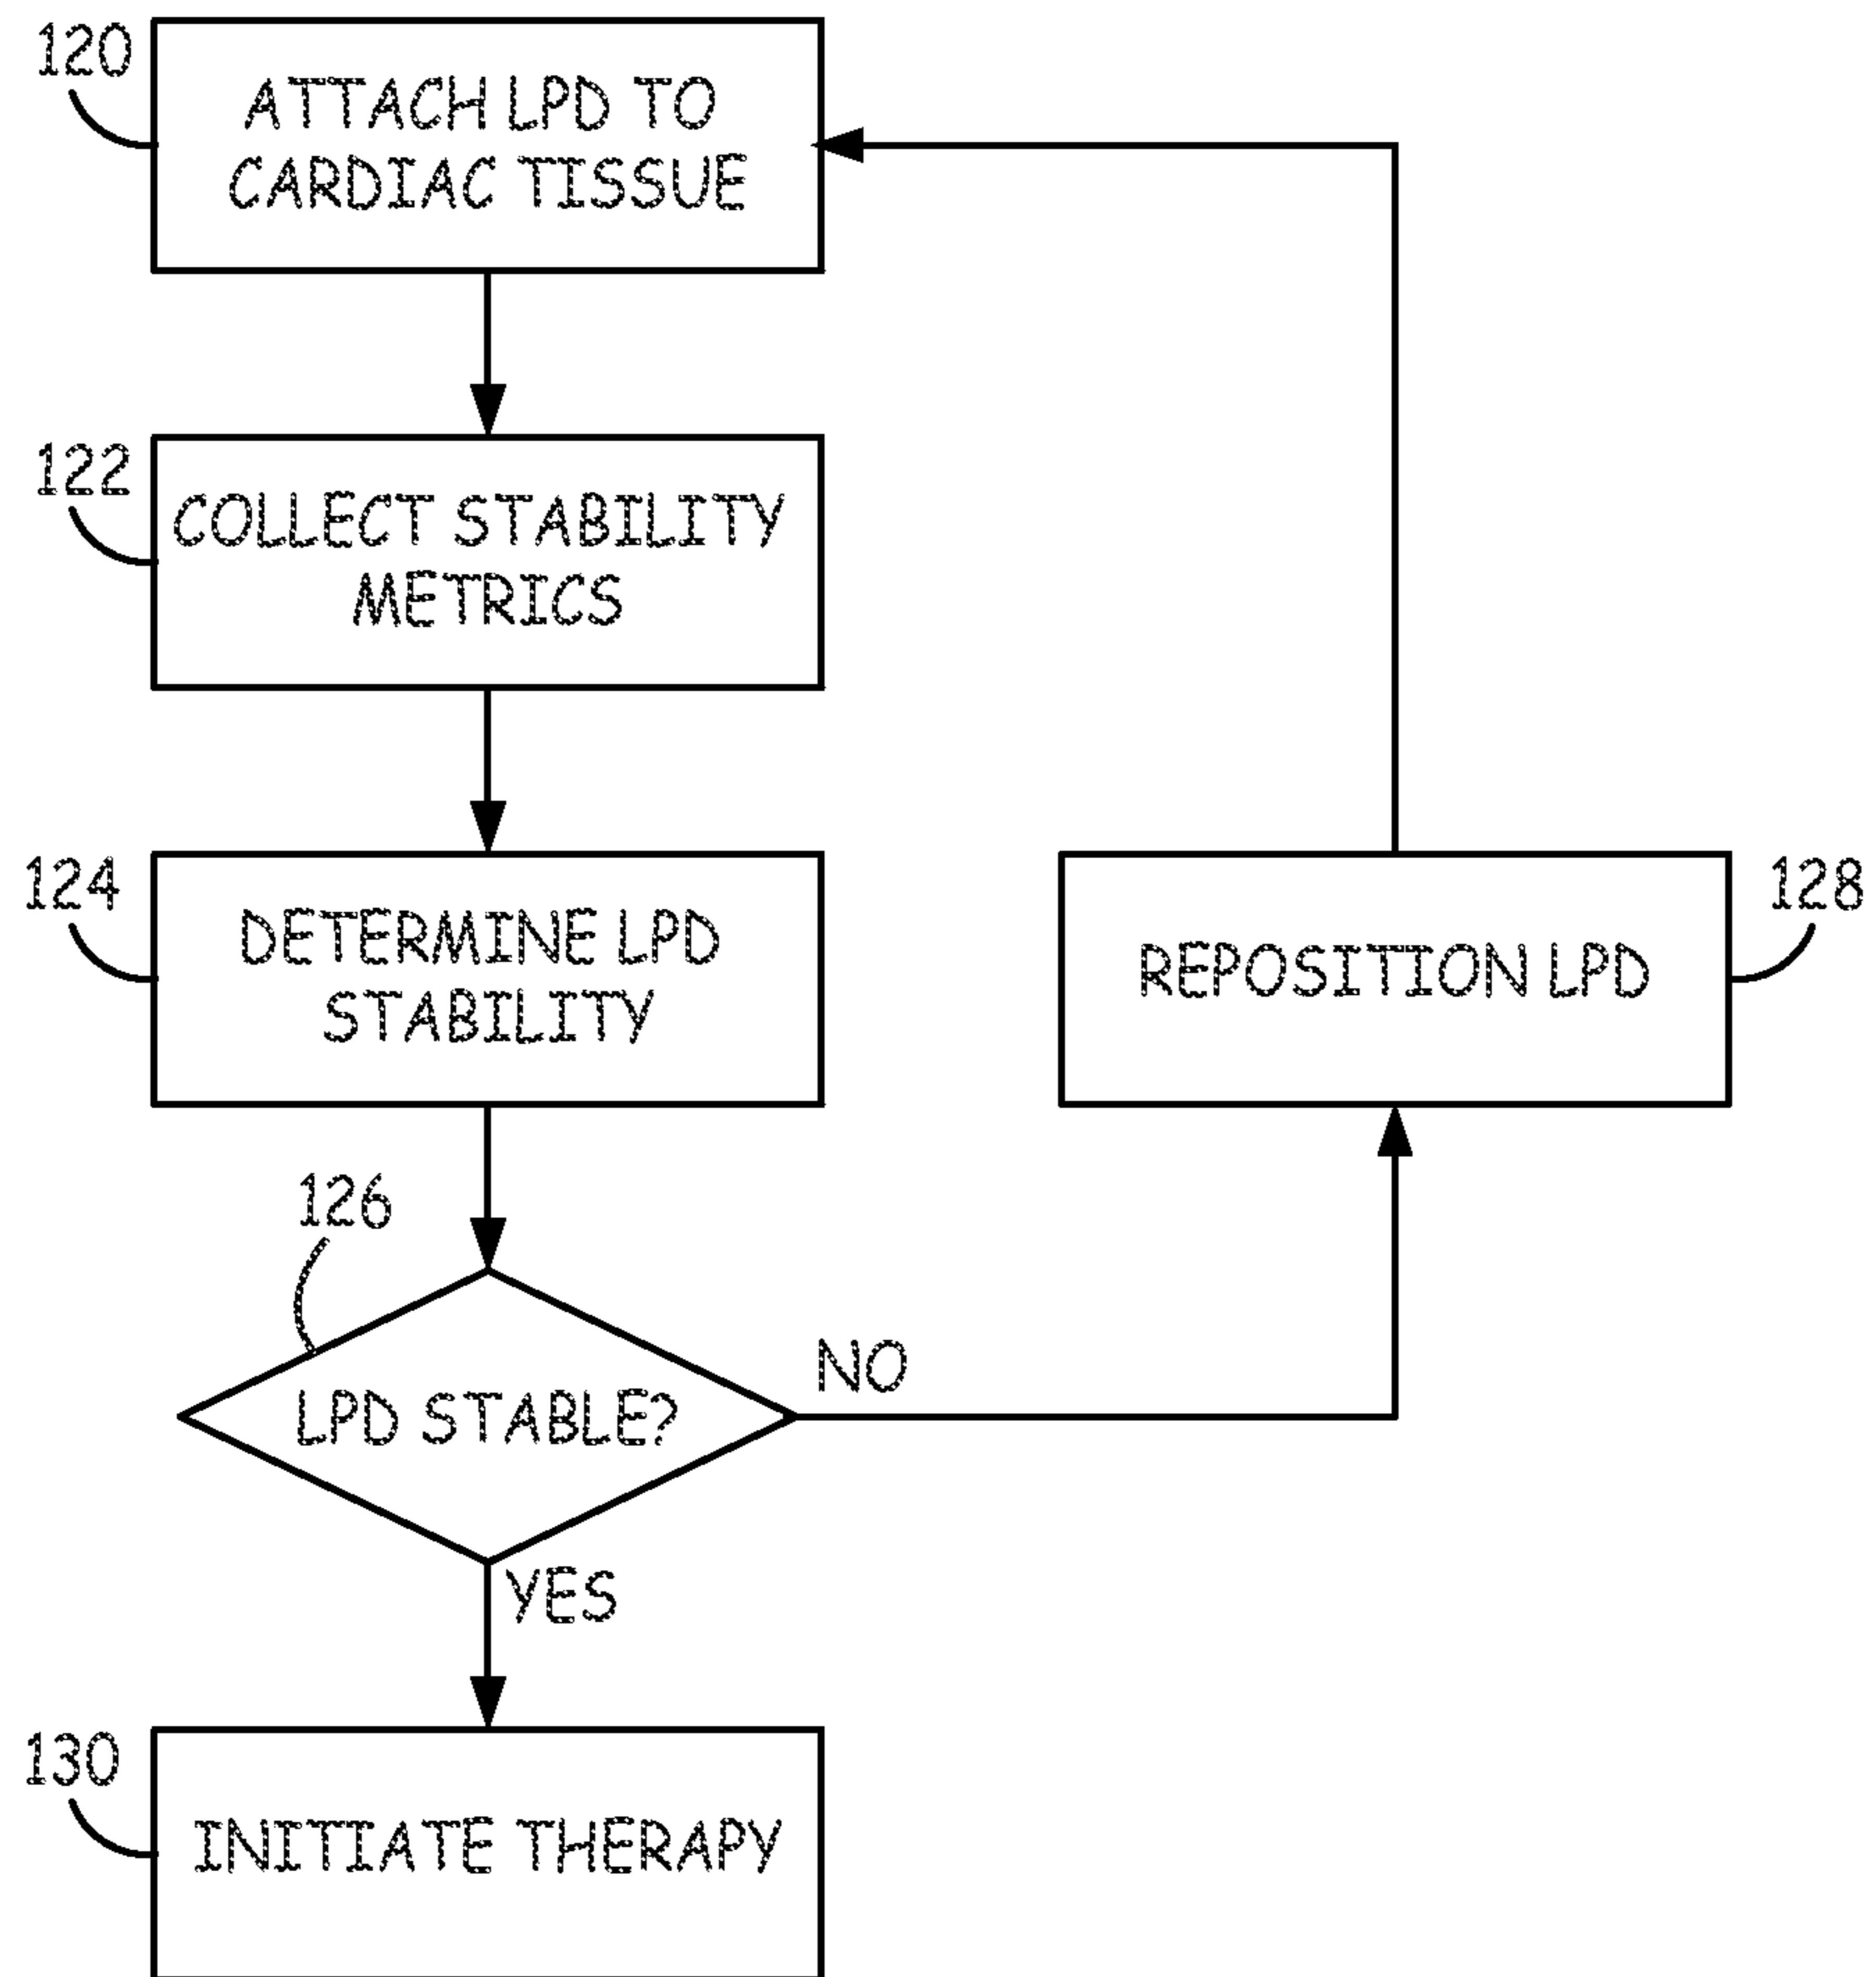 120
ATTACH LPD TO
CARDIAC TISSUE
122
COLLECT STABILITY
METRICS
124
DETERMINE LPD
STABILITY
128
REPOSITION LPD
126
LPD STABLE?
NO
YES
130
INITIATE THERAPY